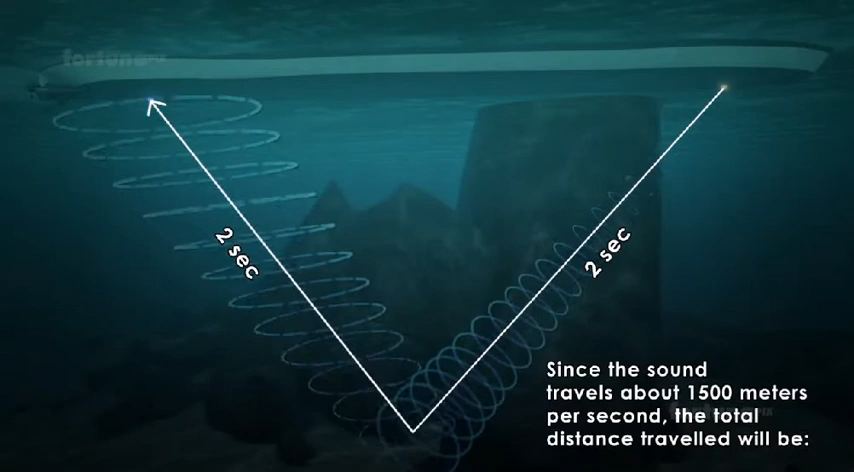 2 sec
2 sec
Since the sound
travels about 1500 meters
per second, the total
distance travelled will be: